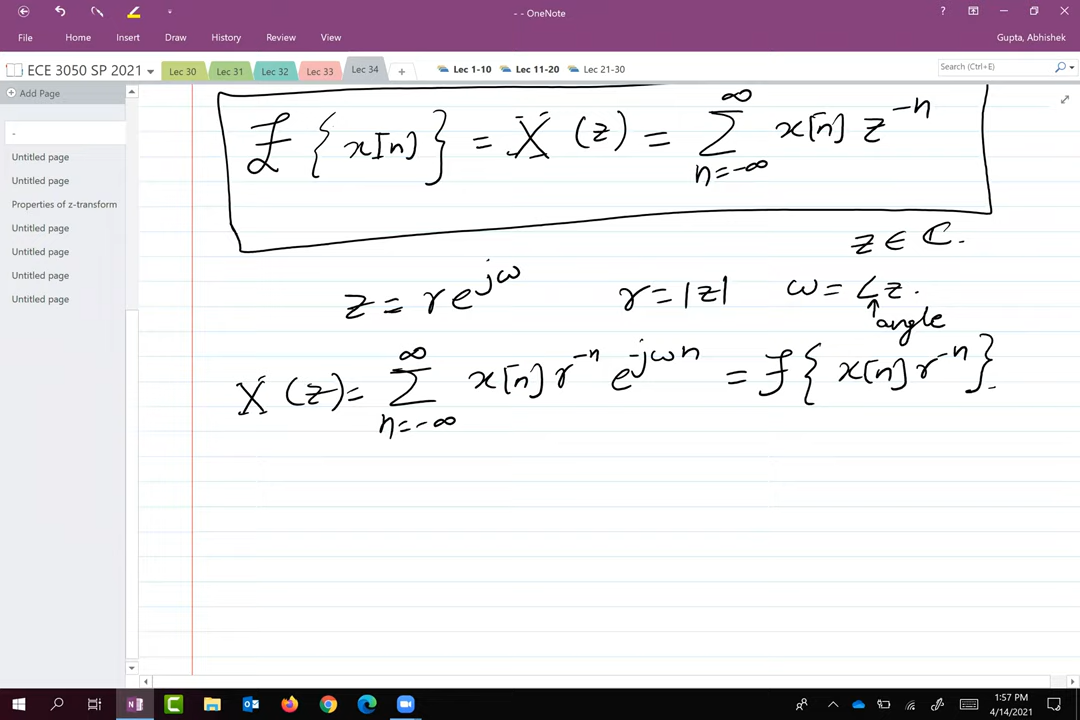 - - OneNote
File Home Insert Draw History Review View
Gupta, Abhishek
ECE 3050 SP 2021
Lec 30 Lec 31 Lec 32 Lec 33 Lec 34 Lec 1-10 Lec 11-20 Lec 21-30
Search (Ctrl+E)
Add Page
-
Untitled page
Untitled page
Properties of z-transform
Untitled page
Untitled page
Untitled page
Untitled page
Z { x[n] } = X (z) = ∑_{n=-∞}^{∞} x[n] z^{-n}
z ∈ ℂ.
z = r e^{jω} r = |z| ω = ∠z.
↑ angle
X (z) = ∑_{n=-∞}^{∞} x[n] r^{-n} e^{-jωn} = F { x[n] r^{-n} }.
1:57 PM
4/14/2021